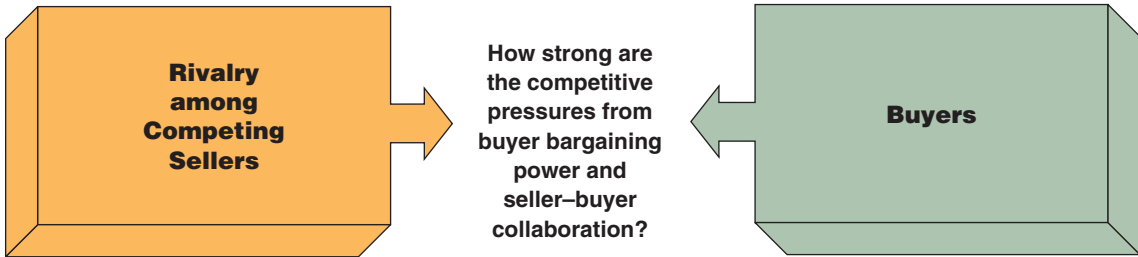 Rivalry
among
Competing
Sellers
How strong are
the competitive
pressures from
buyer bargaining
power and
seller–buyer
collaboration?
Buyers